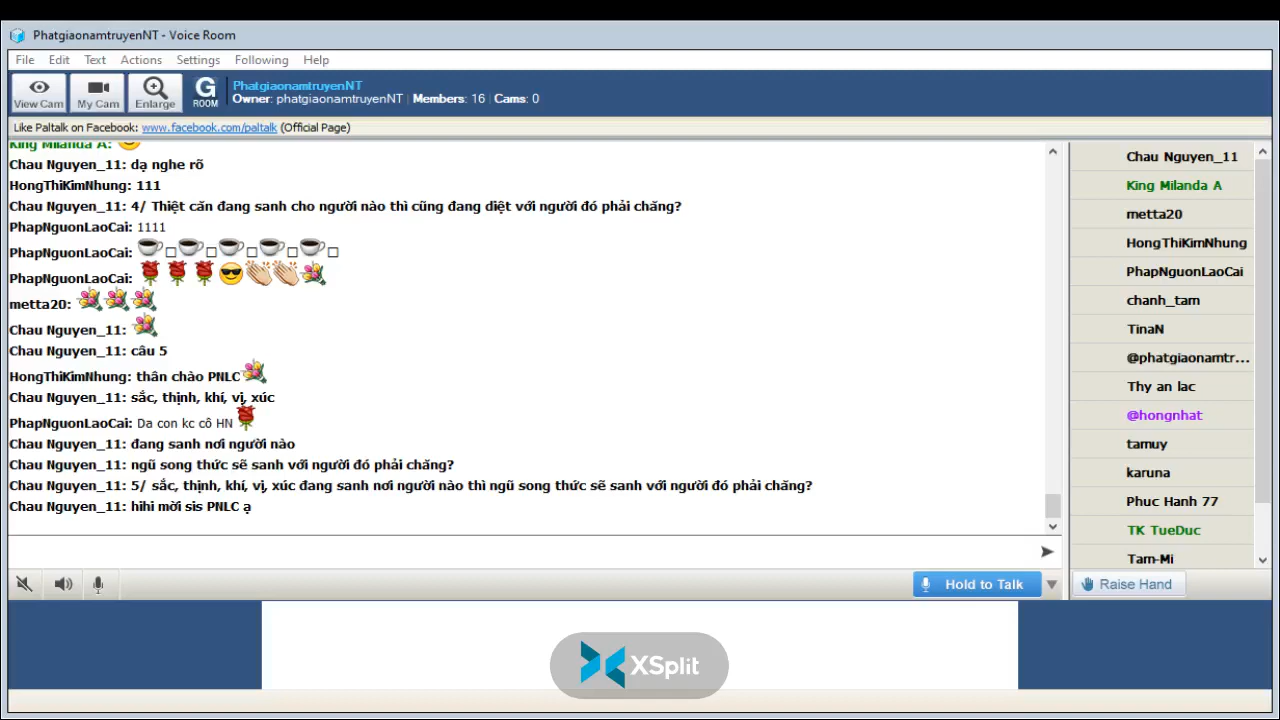 PhatgiaonamtruyenNT - Voice Room
File Edit Text Actions Settings Following Help
View Cam My Cam Enlarge G ROOM
PhatgiaonamtruyenNT
Owner: phatgiaonamtruyenNT | Members: 16 | Cams: 0
Like Paltalk on Facebook: www.facebook.com/paltalk (Official Page)
King Milanda A:
Chau Nguyen_11: dạ nghe rõ
HongThiKimNhung: 111
Chau Nguyen_11: 4/ Thiệt căn đang sanh cho người nào thì cũng đang diệt với người đó phải chăng?
PhapNguonLaoCai: 1111
PhapNguonLaoCai:
PhapNguonLaoCai:
metta20:
Chau Nguyen_11:
Chau Nguyen_11: câu 5
HongThiKimNhung: thân chào PNLC
Chau Nguyen_11: sắc, thịnh, khí, vị, xúc
PhapNguonLaoCai: Da con kc cô HN
Chau Nguyen_11: đang sanh nơi người nào
Chau Nguyen_11: ngũ song thức sẽ sanh với người đó phải chăng?
Chau Nguyen_11: 5/ sắc, thịnh, khí, vị, xúc đang sanh nơi người nào thì ngũ song thức sẽ sanh với người đó phải chăng?
Chau Nguyen_11: hihi mời sis PNLC ạ
Chau Nguyen_11
King Milanda A
metta20
HongThiKimNhung
PhapNguonLaoCai
chanh_tam
TinaN
@phatgiaonamtr...
Thy an lac
@hongnhat
tamuy
karuna
Phuc Hanh 77
TK TueDuc
Tam-Mi
Hold to Talk
Raise Hand
XSplit